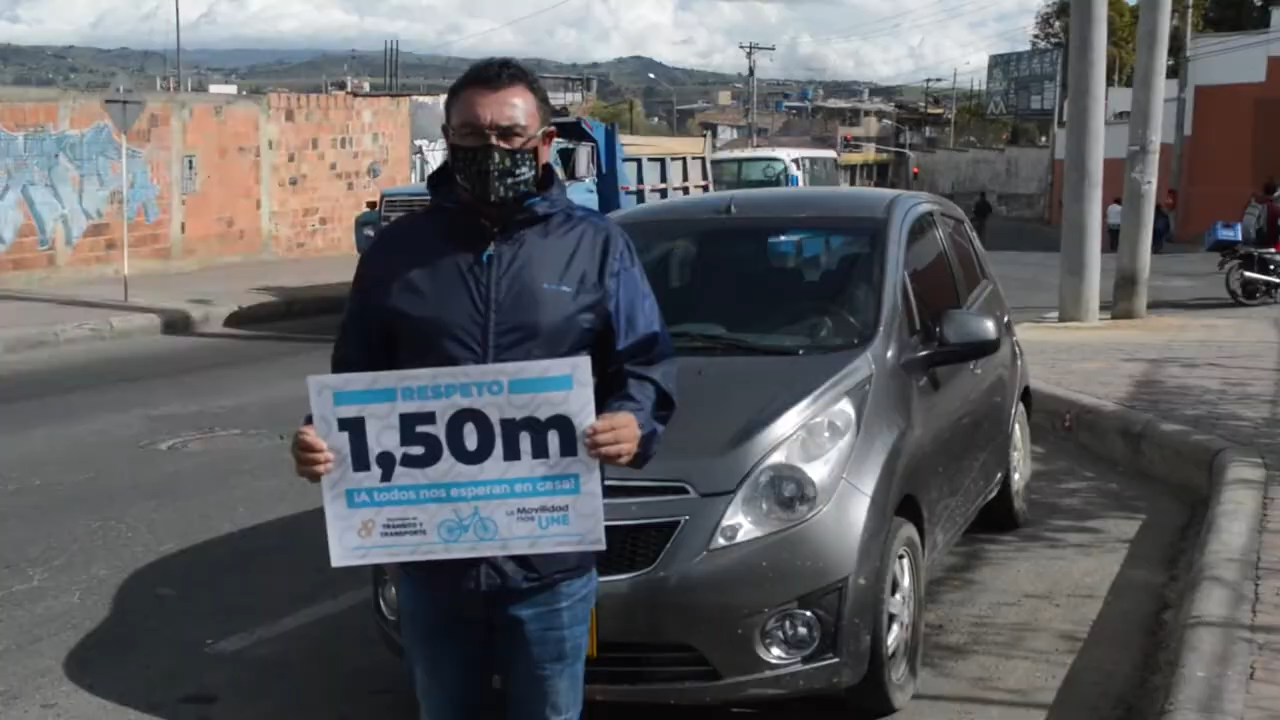 RESPETO
1,50m
¡A todos nos esperan en casa!
TRÁNSITO Y
TRANSPORTE
LA Movilidad
nos UNE